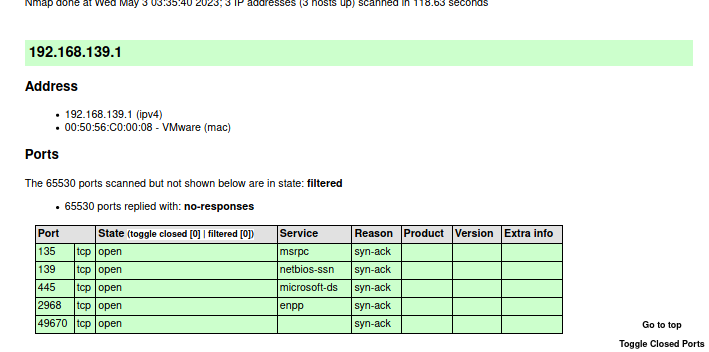 Nmap done at Wed May 3 03:35:40 2023; 3 IP addresses (3 hosts up) scanned in 118.63 seconds
192.168.139.1
Address
• 192.168.139.1 (ipv4)
• 00:50:56:C0:00:08 - VMware (mac)
Ports
The 65530 ports scanned but not shown below are in state: filtered
• 65530 ports replied with: no-responses
Port State (toggle closed [0] | filtered [0]) Service Reason Product Version Extra info
135 tcp open msrpc syn-ack
139 tcp open netbios-ssn syn-ack
445 tcp open microsoft-ds syn-ack
2968 tcp open enpp syn-ack
49670 tcp open syn-ack
Go to top
Toggle Closed Ports